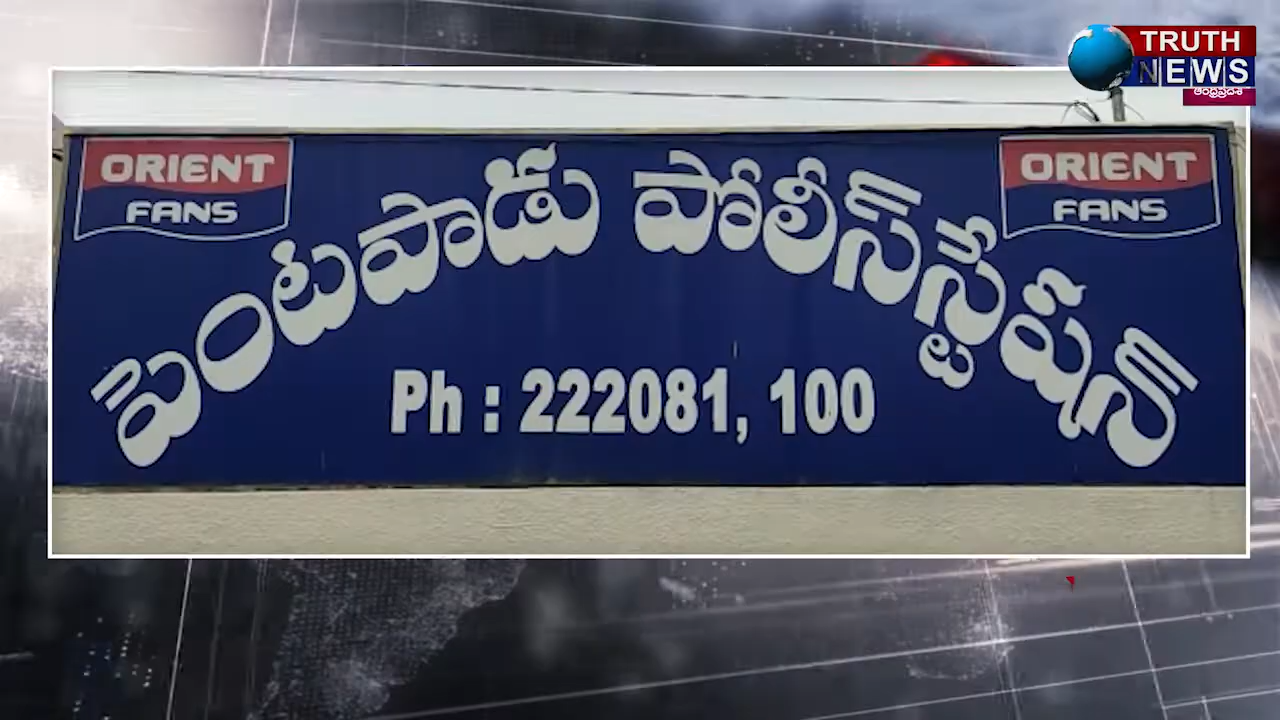 TRUTH
NEWS
ఆంధ్రప్రదేశ్
ORIENT
FANS
పెంటపాడు పోలీస్ స్టేషన్
ORIENT
FANS
Ph : 222081, 100